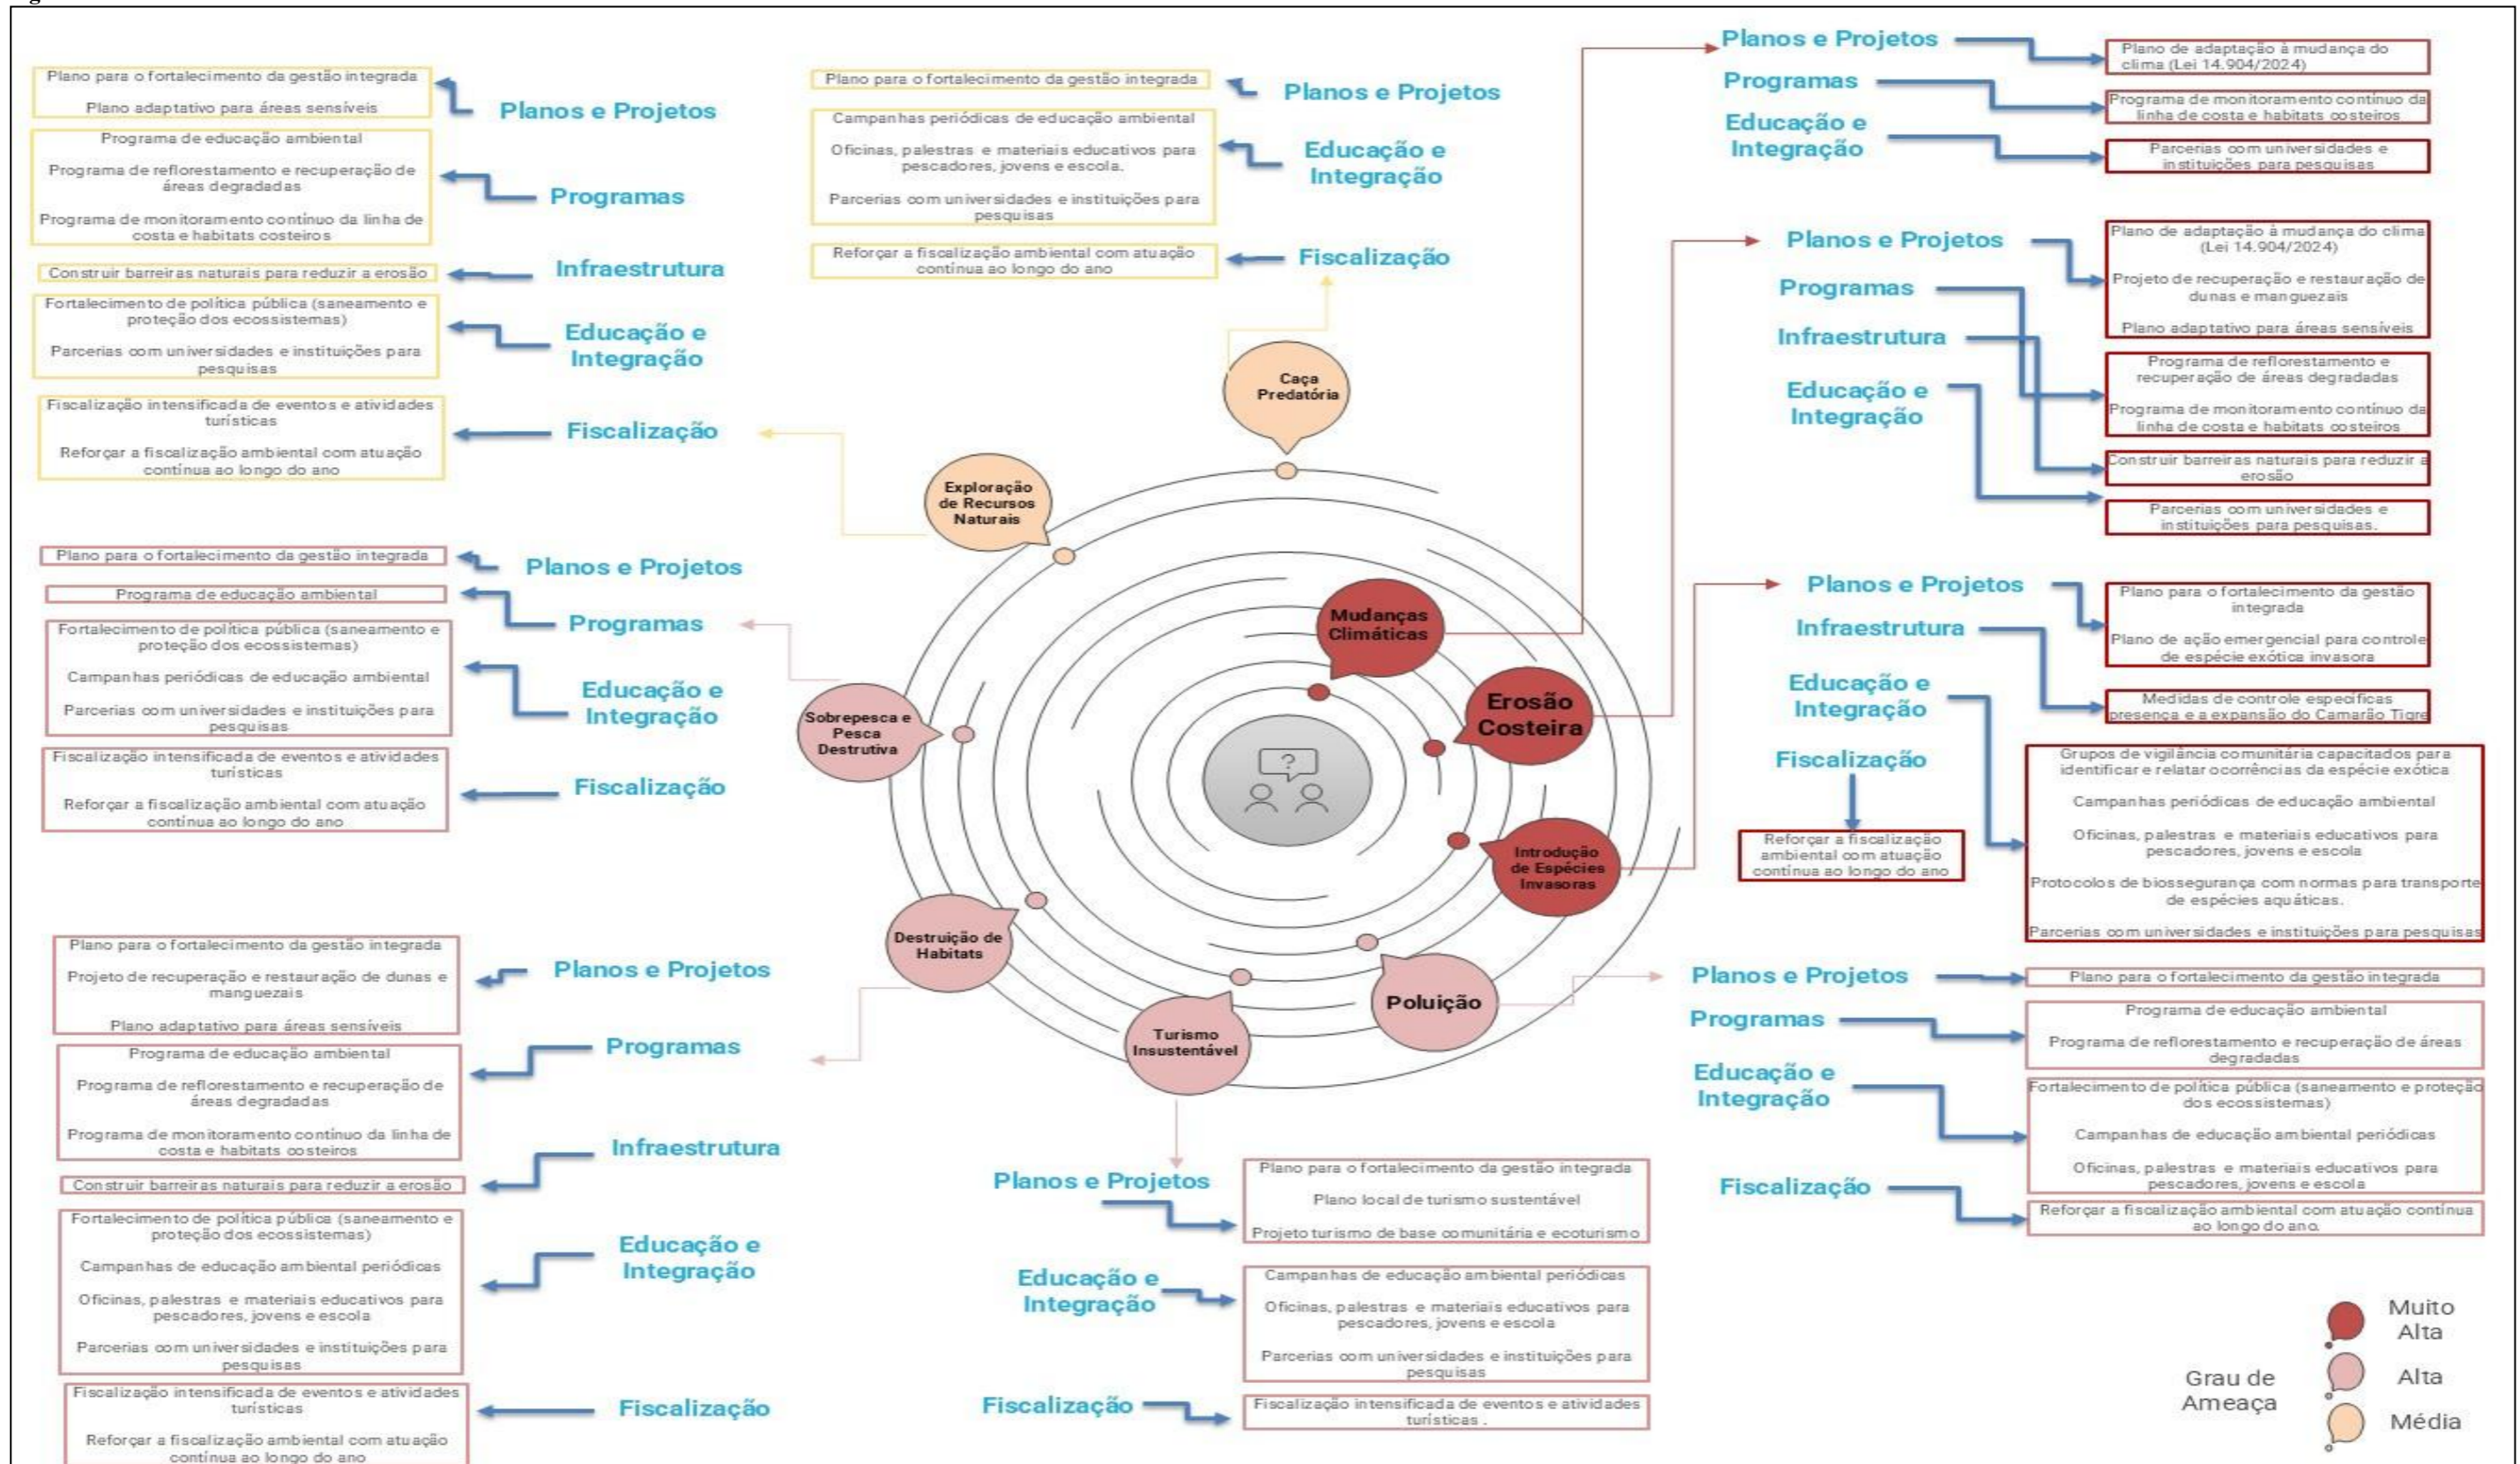 Plano para o fortalecimento da gestão integrada
Plano adaptativo para áreas sensíveis
Planos e Projetos
Programa de educação ambiental
Programa de reflorestamento e recuperação de
áreas degradadas
Programa de monitoramento contínuo da linha de
costa e habitats costeiros
Programas
Construir barreiras naturais para reduzir a erosão
Infraestrutura
Fortalecimento de política pública (saneamento e
proteção dos ecossistemas)
Parcerias com universidades e instituições para
pesquisas
Educação e
Integração
Fiscalização intensificada de eventos e atividades
turísticas
Reforçar a fiscalização ambiental com atuação
contínua ao longo do ano
Fiscalização
Plano para o fortalecimento da gestão integrada
Planos e Projetos
Campanhas periódicas de educação ambiental
Oficinas, palestras e materiais educativos para
pescadores, jovens e escola.
Parcerias com universidades e instituições para
pesquisas
Educação e
Integração
Reforçar a fiscalização ambiental com atuação
contínua ao longo do ano
Fiscalização
Planos e Projetos
Plano de adaptação à mudança do
clima (Lei 14.904/2024)
Programas
Programa de monitoramento contínuo da
linha de costa e habitats costeiros
Educação e
Integração
Parcerias com universidades e
instituições para pesquisas
Planos e Projetos
Plano de adaptação à mudança do clima
(Lei 14.904/2024)
Projeto de recuperação e restauração de
dunas e manguezais
Plano adaptativo para áreas sensíveis
Programas
Programa de reflorestamento e
recuperação de áreas degradadas
Programa de monitoramento contínuo da
linha de costa e habitats costeiros
Infraestrutura
Construir barreiras naturais para reduzir a
erosão
Educação e
Integração
Parcerias com universidades e
instituições para pesquisas.
Caça
Predatória
Exploração
de Recursos
Naturais
Mudanças
Climáticas
Erosão
Costeira
Sobrepesca e
Pesca
Destrutiva
?
Introdução
de Espécies
Invasoras
Destruição de
Habitats
Poluição
Turismo
Insustentável
Plano para o fortalecimento da gestão integrada
Planos e Projetos
Programa de educação ambiental
Programas
Fortalecimento de política pública (saneamento e
proteção dos ecossistemas)
Campanhas periódicas de educação ambiental
Parcerias com universidades e instituições para
pesquisas
Educação e
Integração
Fiscalização intensificada de eventos e atividades
turísticas
Reforçar a fiscalização ambiental com atuação
contínua ao longo do ano
Fiscalização
Planos e Projetos
Plano para o fortalecimento da gestão
integrada
Plano de ação emergencial para controle
de espécie exótica invasora
Infraestrutura
Medidas de controle específicas
presença e a expansão do Camarão Tigre
Educação e
Integração
Grupos de vigilância comunitária capacitados para
identificar e relatar ocorrências da espécie exótica
Campanhas periódicas de educação ambiental
Oficinas, palestras e materiais educativos para
pescadores, jovens e escola
Protocolos de biossegurança com normas para transporte
de espécies aquáticas.
Parcerias com universidades e instituições para pesquisas
Fiscalização
Reforçar a fiscalização
ambiental com atuação
contínua ao longo do ano
Plano para o fortalecimento da gestão integrada
Projeto de recuperação e restauração de dunas e
manguezais
Plano adaptativo para áreas sensíveis
Planos e Projetos
Programa de educação ambiental
Programa de reflorestamento e recuperação de
áreas degradadas
Programa de monitoramento contínuo da linha de
costa e habitats costeiros
Programas
Construir barreiras naturais para reduzir a erosão
Infraestrutura
Fortalecimento de política pública (saneamento e
proteção dos ecossistemas)
Campanhas de educação ambiental periódicas
Oficinas, palestras e materiais educativos para
pescadores, jovens e escola
Parcerias com universidades e instituições para
pesquisas
Educação e
Integração
Fiscalização intensificada de eventos e atividades
turísticas
Reforçar a fiscalização ambiental com atuação
contínua ao longo do ano
Fiscalização
Planos e Projetos
Plano para o fortalecimento da gestão integrada
Plano local de turismo sustentável
Projeto turismo de base comunitária e ecoturismo
Educação e
Integração
Campanhas de educação ambiental periódicas
Oficinas, palestras e materiais educativos para
pescadores, jovens e escola
Parcerias com universidades e instituições para
pesquisas
Fiscalização
Fiscalização intensificada de eventos e atividades
turísticas .
Planos e Projetos
Plano para o fortalecimento da gestão integrada
Programas
Programa de educação ambiental
Programa de reflorestamento e recuperação de áreas
degradadas
Educação e
Integração
Fortalecimento de política pública (saneamento e proteção
dos ecossistemas)
Campanhas de educação ambiental periódicas
Oficinas, palestras e materiais educativos para
pescadores, jovens e escola
Fiscalização
Reforçar a fiscalização ambiental com atuação contínua
ao longo do ano.
Grau de
Ameaça
Muito
Alta
Alta
Média